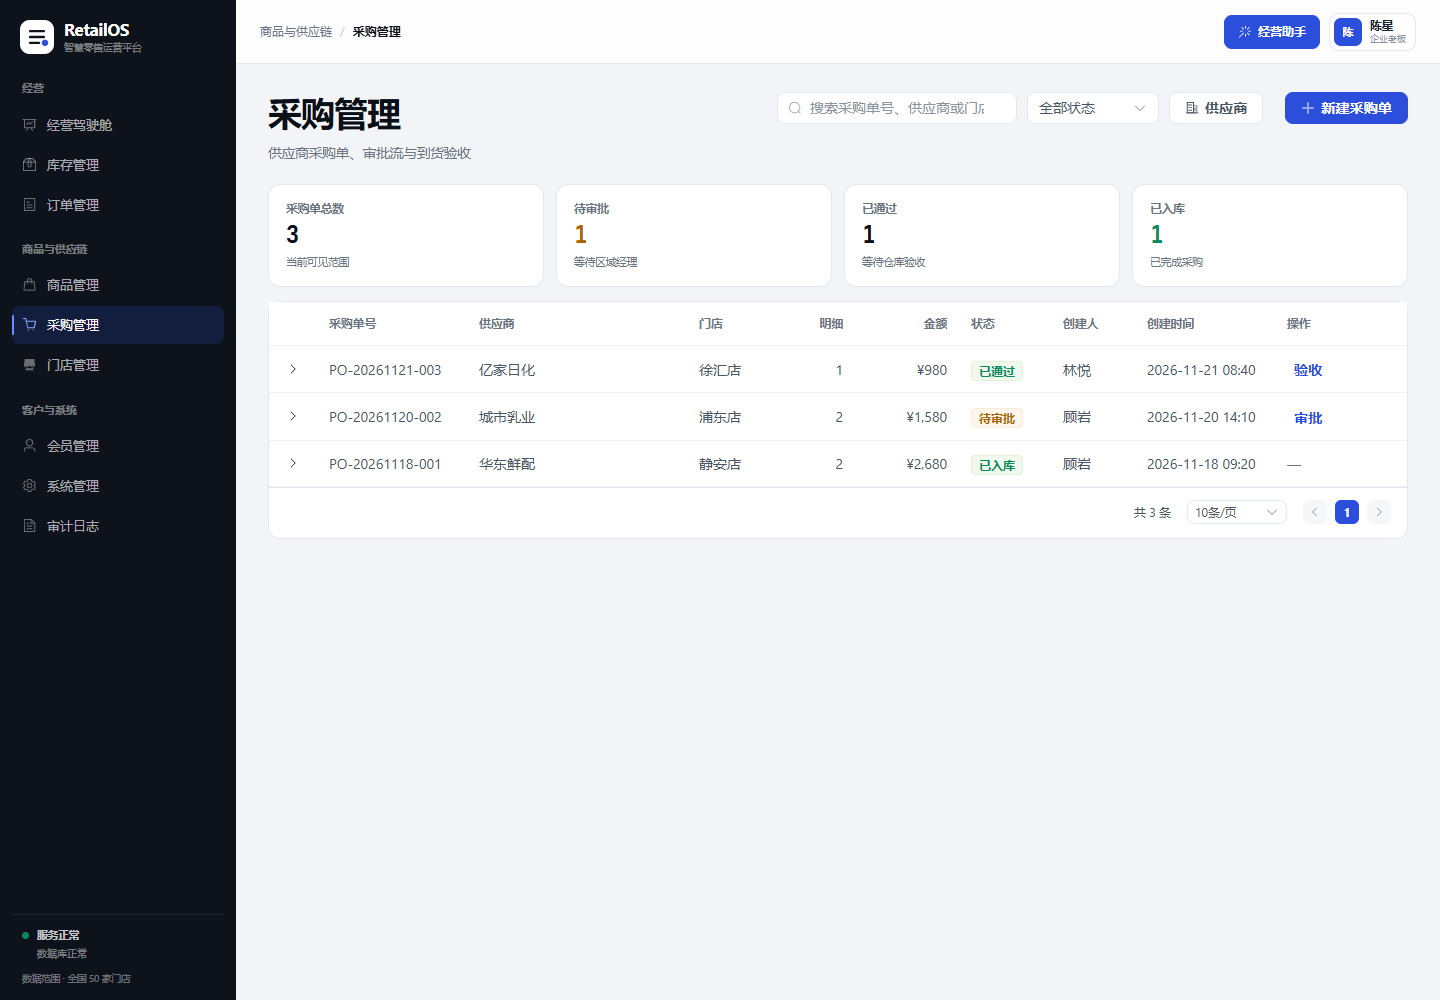 RetailOS
智慧零售运营平台
经营
经营驾驶舱
库存管理
订单管理
商品与供应链
商品管理
采购管理
门店管理
客户与系统
会员管理
系统管理
审计日志
服务正常
数据库正常
数据范围 · 全国 50 家门店
商品与供应链 / 采购管理
经营助手
陈
陈星
企业老板
采购管理
供应商采购单、审批流与到货验收
搜索采购单号、供应商或门店
全部状态
供应商
新建采购单
采购单总数
3
当前可见范围
待审批
1
等待区域经理
已通过
1
等待仓库验收
已入库
1
已完成采购
采购单号 供应商 门店 明细 金额 状态 创建人 创建时间 操作
PO-20261121-003 亿家日化 徐汇店 1 ¥980 已通过 林悦 2026-11-21 08:40 验收
PO-20261120-002 城市乳业 浦东店 2 ¥1,580 待审批 顾岩 2026-11-20 14:10 审批
PO-20261118-001 华东鲜配 静安店 2 ¥2,680 已入库 顾岩 2026-11-18 09:20 —
共 3 条 10条/页 1